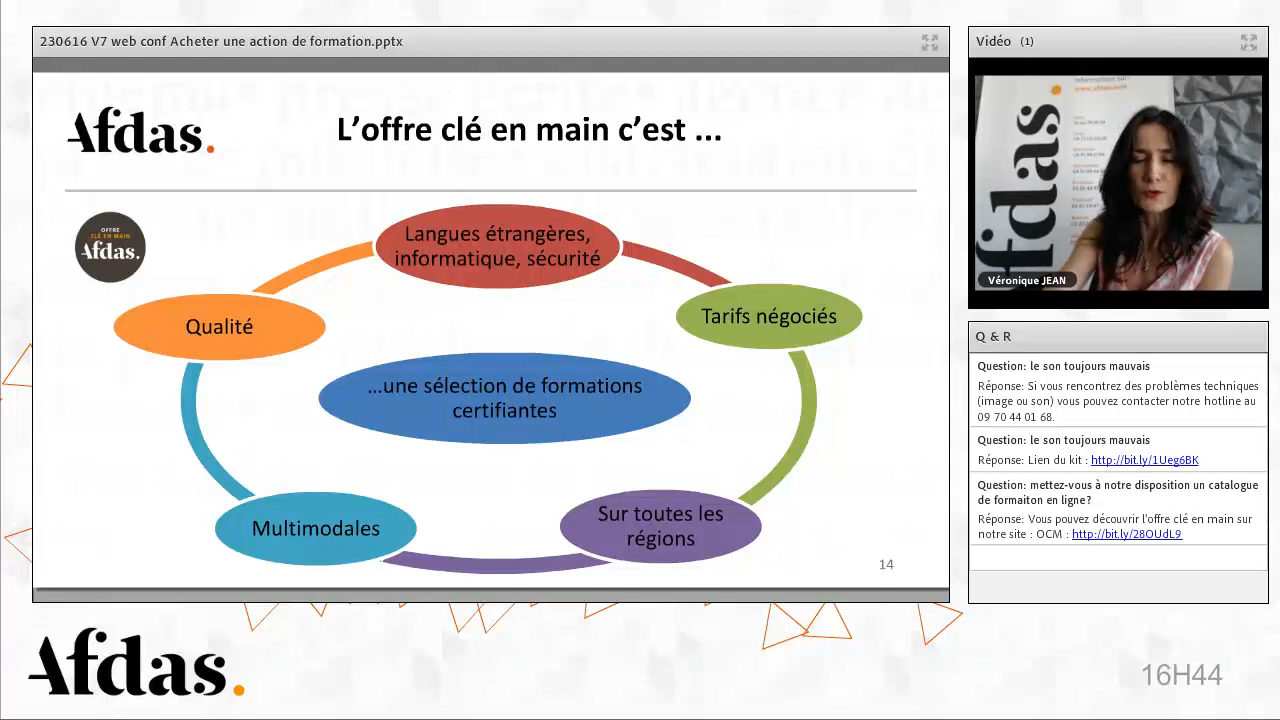 230616 V7 web conf Acheter une action de formation.pptx
Afdas.
L'offre clé en main c'est ...
OFFRE
CLÉ EN MAIN
Afdas.
Langues étrangères,
informatique, sécurité
Qualité
Tarifs négociés
...une sélection de formations
certifiantes
Multimodales
Sur toutes les
régions
14
Vidéo (1)
afdas.
Véronique JEAN
Q & R
Question: le son toujours mauvais
Réponse: Si vous rencontrez des problèmes techniques
(image ou son) vous pouvez contacter notre hotline au
09 70 44 01 68.
Question: le son toujours mauvais
Réponse: Lien du kit : http://bit.ly/1Ueg6BK
Question: mettez-vous à notre disposition un catalogue
de formaiton en ligne?
Réponse: Vous pouvez découvrir l'offre clé en main sur
notre site : OCM : http://bit.ly/28OUdL9
Afdas.
16H44